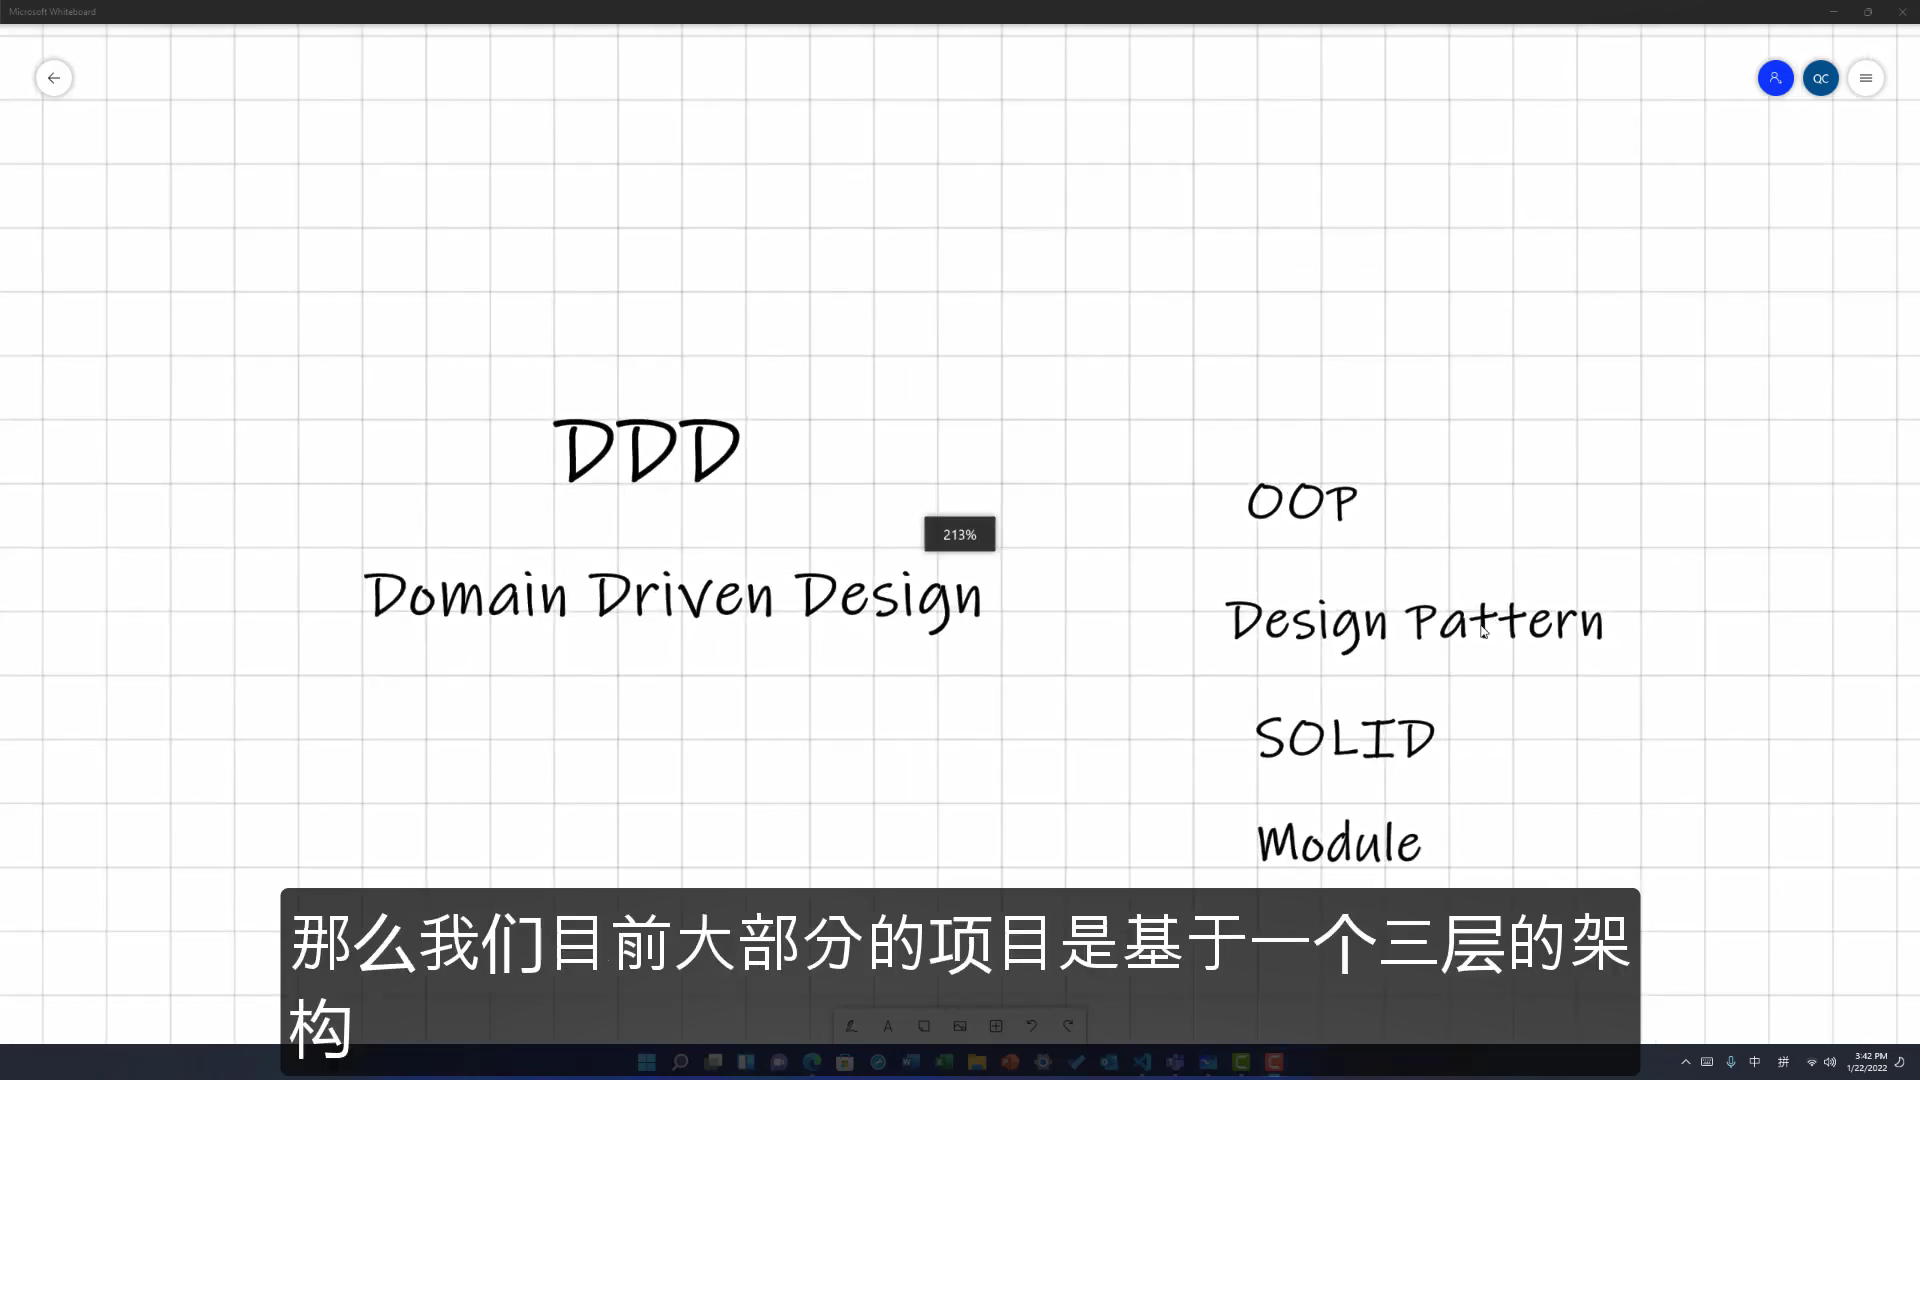 Microsoft Whiteboard
QC
DDD
OOP
213%
Domain Driven Design
Design Pattern
SOLID
Module
那么我们目前大部分的项目是基于一个三层的架
构
中
拼
3:42 PM
1/22/2022